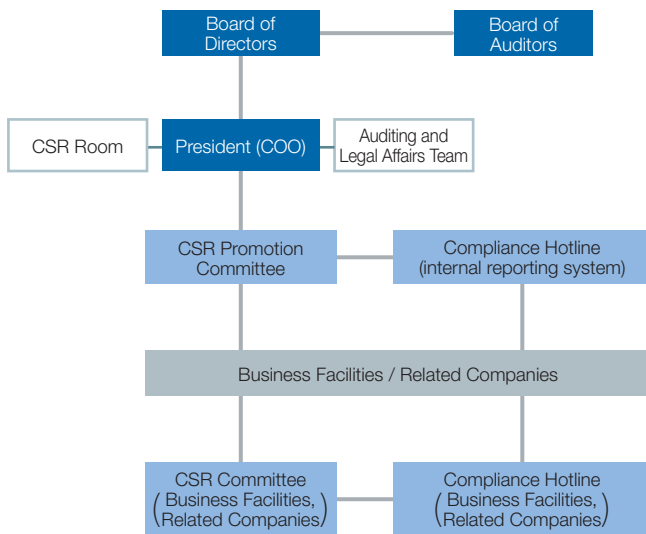 Board of
Directors
Board of
Auditors
CSR Room
President (COO)
Auditing and
Legal Affairs Team
CSR Promotion
Committee
Compliance Hotline
(internal reporting system)
Business Facilities / Related Companies
CSR Committee
(Business Facilities,
Related Companies)
Compliance Hotline
(Business Facilities,
Related Companies)